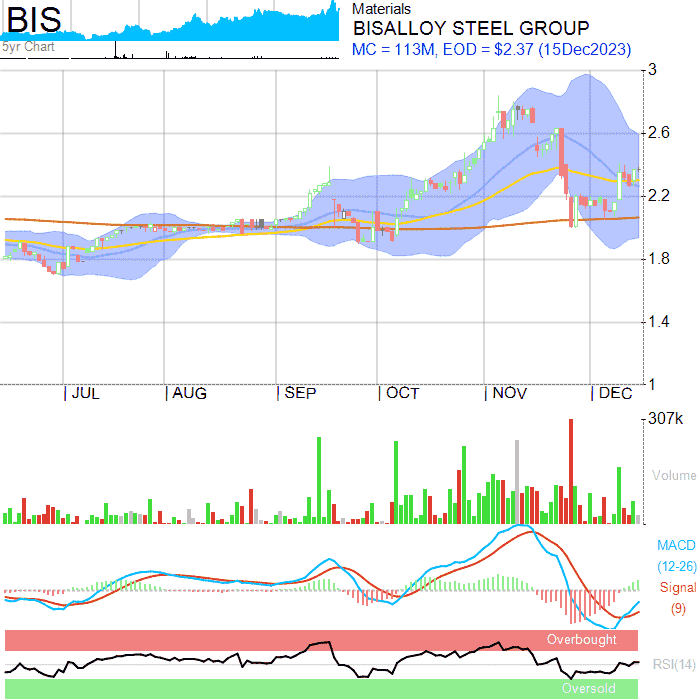 BIS
5yr Chart
Materials
BISALLOY STEEL GROUP
MC = 113M, EOD = $2.37 (15Dec2023)
3
2.6
2.2
1.8
1.4
1
JUL AUG SEP OCT NOV DEC
307k
Volume
MACD
(12-26)
Signal
(9)
Overbought
RSI(14)
Oversold